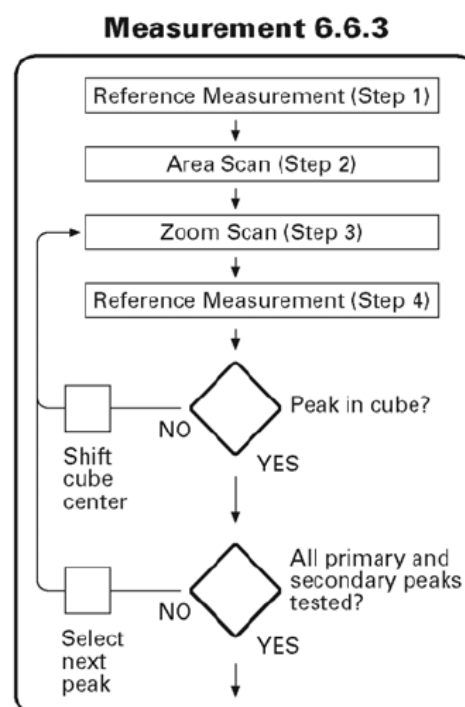 Measurement 6.6.3
Reference Measurement (Step 1)
Area Scan (Step 2)
Zoom Scan (Step 3)
Reference Measurement (Step 4)
Peak in cube?
NO
YES
Shift
cube
center
All primary and
secondary peaks
tested?
NO
YES
Select
next
peak